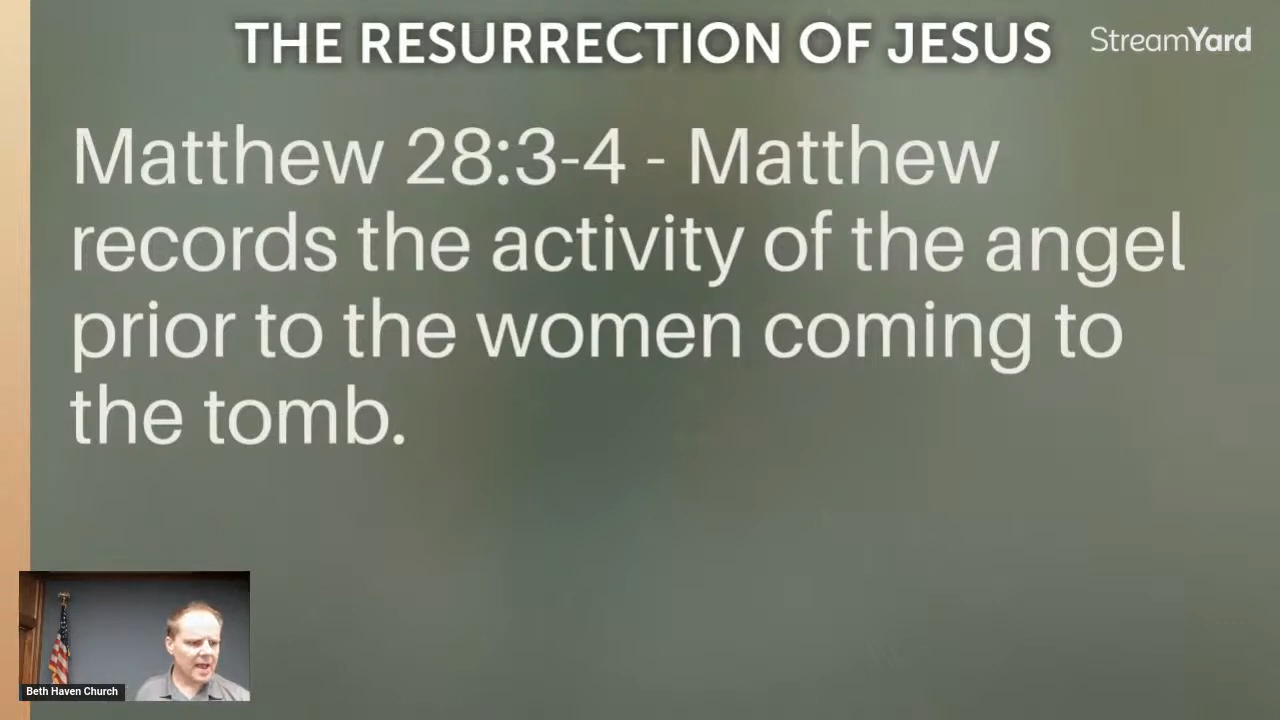 THE RESURRECTION OF JESUS
StreamYard
Matthew 28:3-4 - Matthew
records the activity of the angel
prior to the women coming to
the tomb.
Beth Haven Church